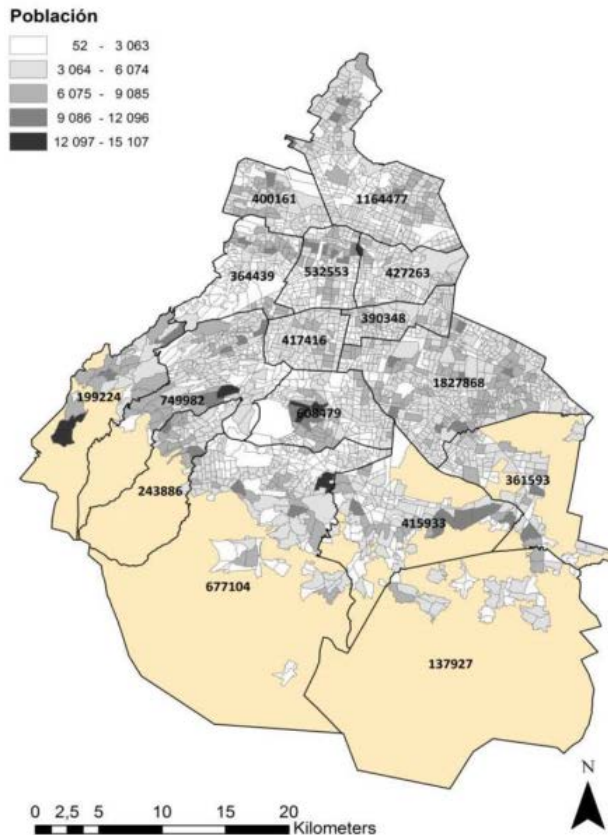 Población
52 - 3 063
3 064 - 6 074
6 075 - 9 085
9 086 - 12 096
12 097 - 15 107
400161
1164477
364439
532553
427263
390348
417416
1827868
199224
749982
608479
361593
243886
415933
677104
137927
N
0 2,5 5 10 15 20
Kilometers